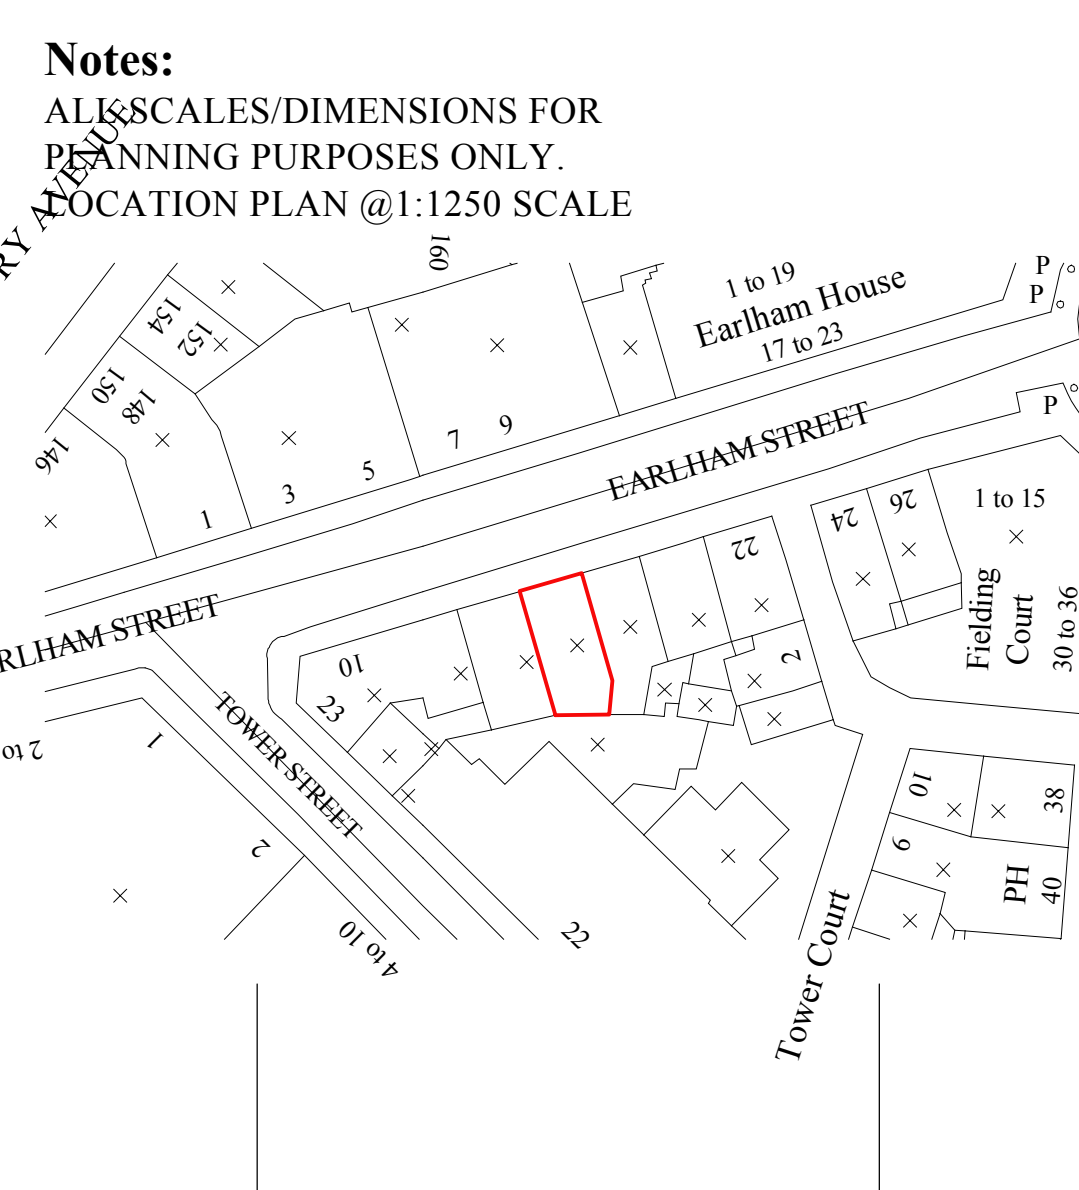 Notes:
ALL SCALES/DIMENSIONS FOR
PLANNING PURPOSES ONLY.
LOCATION PLAN @1:1250 SCALE
RY AVENUE
160
1 to 19
Earlham House
17 to 23
P
P
P
154
152
150
148
146
1
3
5
7
9
EARLHAM STREET
RLHAM STREET
22
24
26
1 to 15
Fielding
Court
30 to 36
10
23
2
TOWER STREET
2 to
1
2
4 to 10
22
Tower Court
10
9
38
PH
40